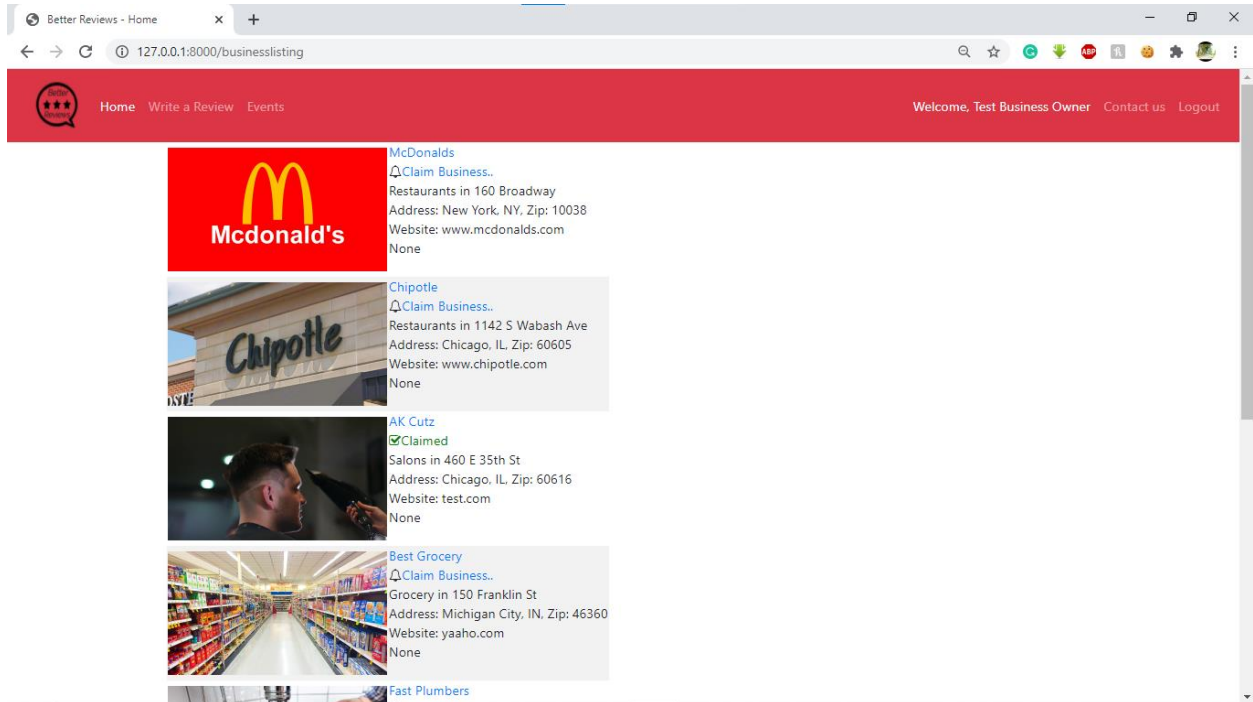 Better Reviews - Home
127.0.0.1:8000/businesslisting
ABP
Better
Reviews
Home Write a Review Events
Welcome, Test Business Owner Contact us Logout
Mcdonald's
McDonalds
Claim Business..
Restaurants in 160 Broadway
Address: New York, NY, Zip: 10038
Website: www.mcdonalds.com
None
Chipotle
Chipotle
Claim Business..
Restaurants in 1142 S Wabash Ave
Address: Chicago, IL, Zip: 60605
Website: www.chipotle.com
None
AK Cutz
Claimed
Salons in 460 E 35th St
Address: Chicago, IL, Zip: 60616
Website: test.com
None
Best Grocery
Claim Business..
Grocery in 150 Franklin St
Address: Michigan City, IN, Zip: 46360
Website: yaaho.com
None
Fast Plumbers